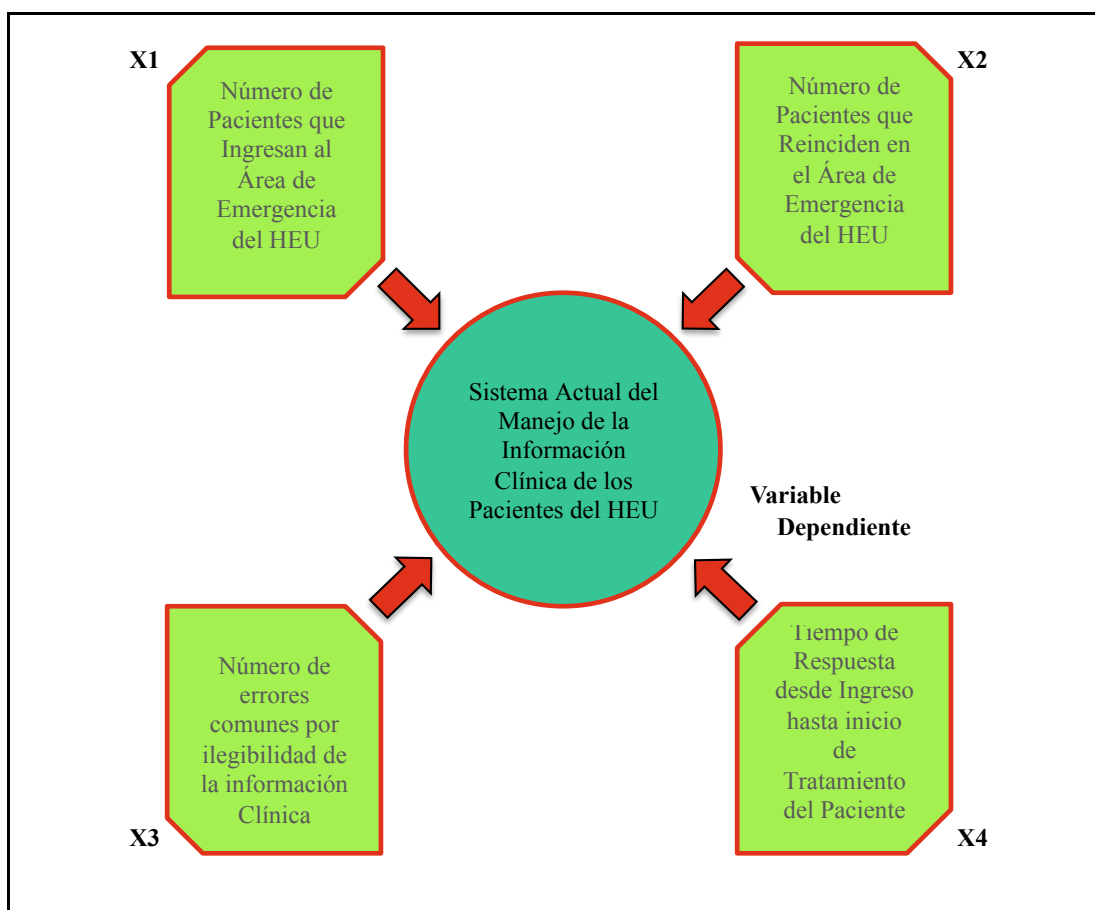 X1
Número de
Pacientes que
Ingresan al
Área de
Emergencia
del HEU
X2
Número de
Pacientes que
Reinciden en
el Área de
Emergencia
del HEU
Sistema Actual del
Manejo de la
Información
Clínica de los
Pacientes del HEU
Variable
Dependiente
X3
Número de
errores
comunes por
ilegibilidad de
la información
Clínica
Tiempo de
Respuesta
desde Ingreso
hasta inicio
de
Tratamiento
del Paciente
X4